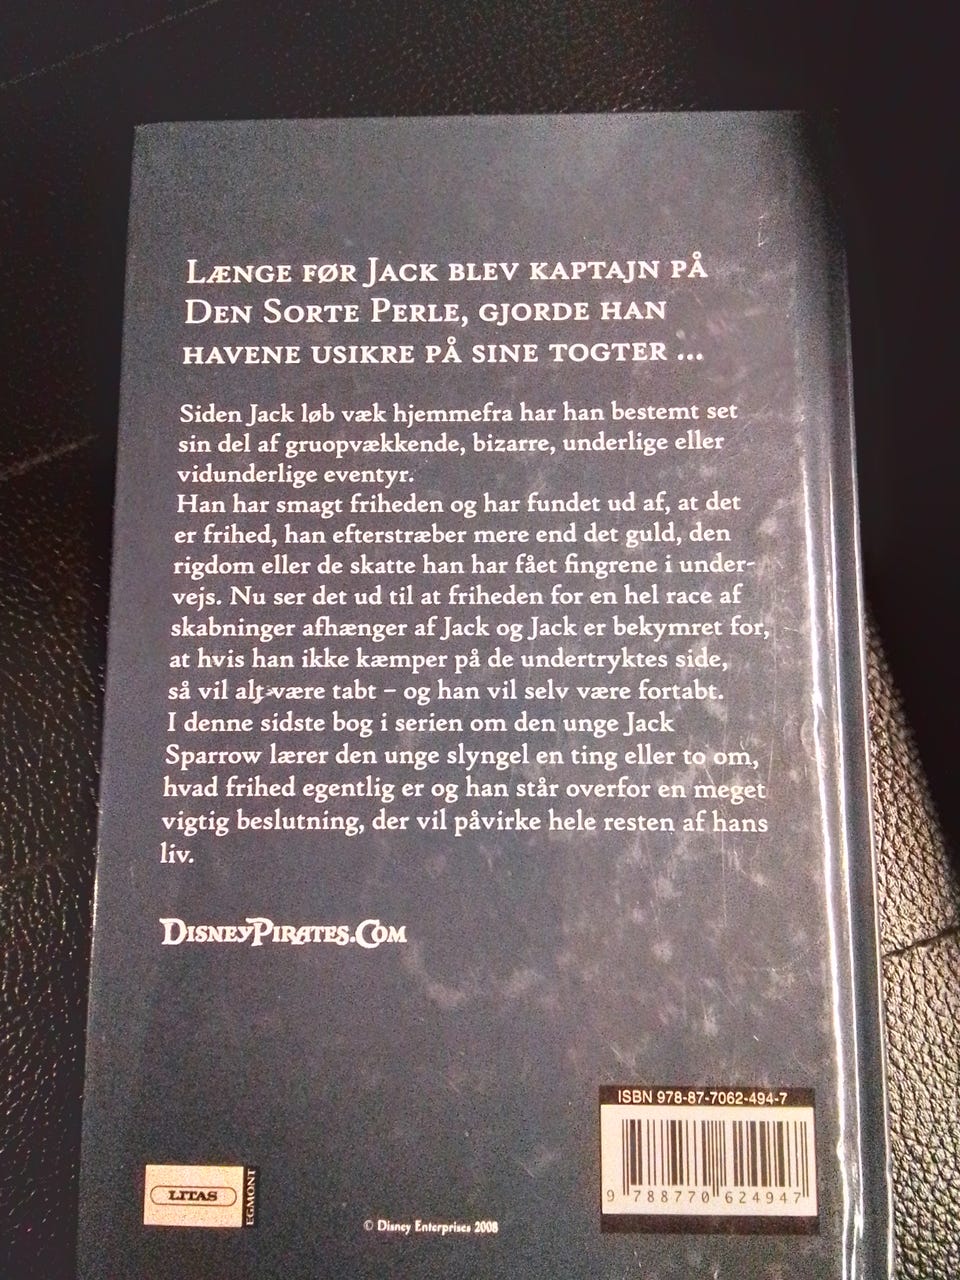 Længe før Jack blev kaptajn på
Den Sorte Perle, gjorde han
havene usikre på sine togter ...
Siden Jack løb væk hjemmefra har han bestemt set
sin del af gruopvækkende, bizarre, underlige eller
vidunderlige eventyr.
Han har smagt friheden og har fundet ud af, at det
er frihed, han efterstræber mere end det guld, den
rigdom eller de skatte han har fået fingrene i under-
vejs. Nu ser det ud til at friheden for en hel race af
skabninger afhænger af Jack og Jack er bekymret for,
at hvis han ikke kæmper på de undertryktes side,
så vil alt være tabt – og han vil selv være fortabt.
I denne sidste bog i serien om den unge Jack
Sparrow lærer den unge slyngel en ting eller to om,
hvad frihed egentlig er og han står overfor en meget
vigtig beslutning, der vil påvirke hele resten af hans
liv.
DisneyPirates.Com
ISBN 978-87-7062-494-7
9 788770 624947
LITAS
EGMONT
© Disney Enterprises 2008